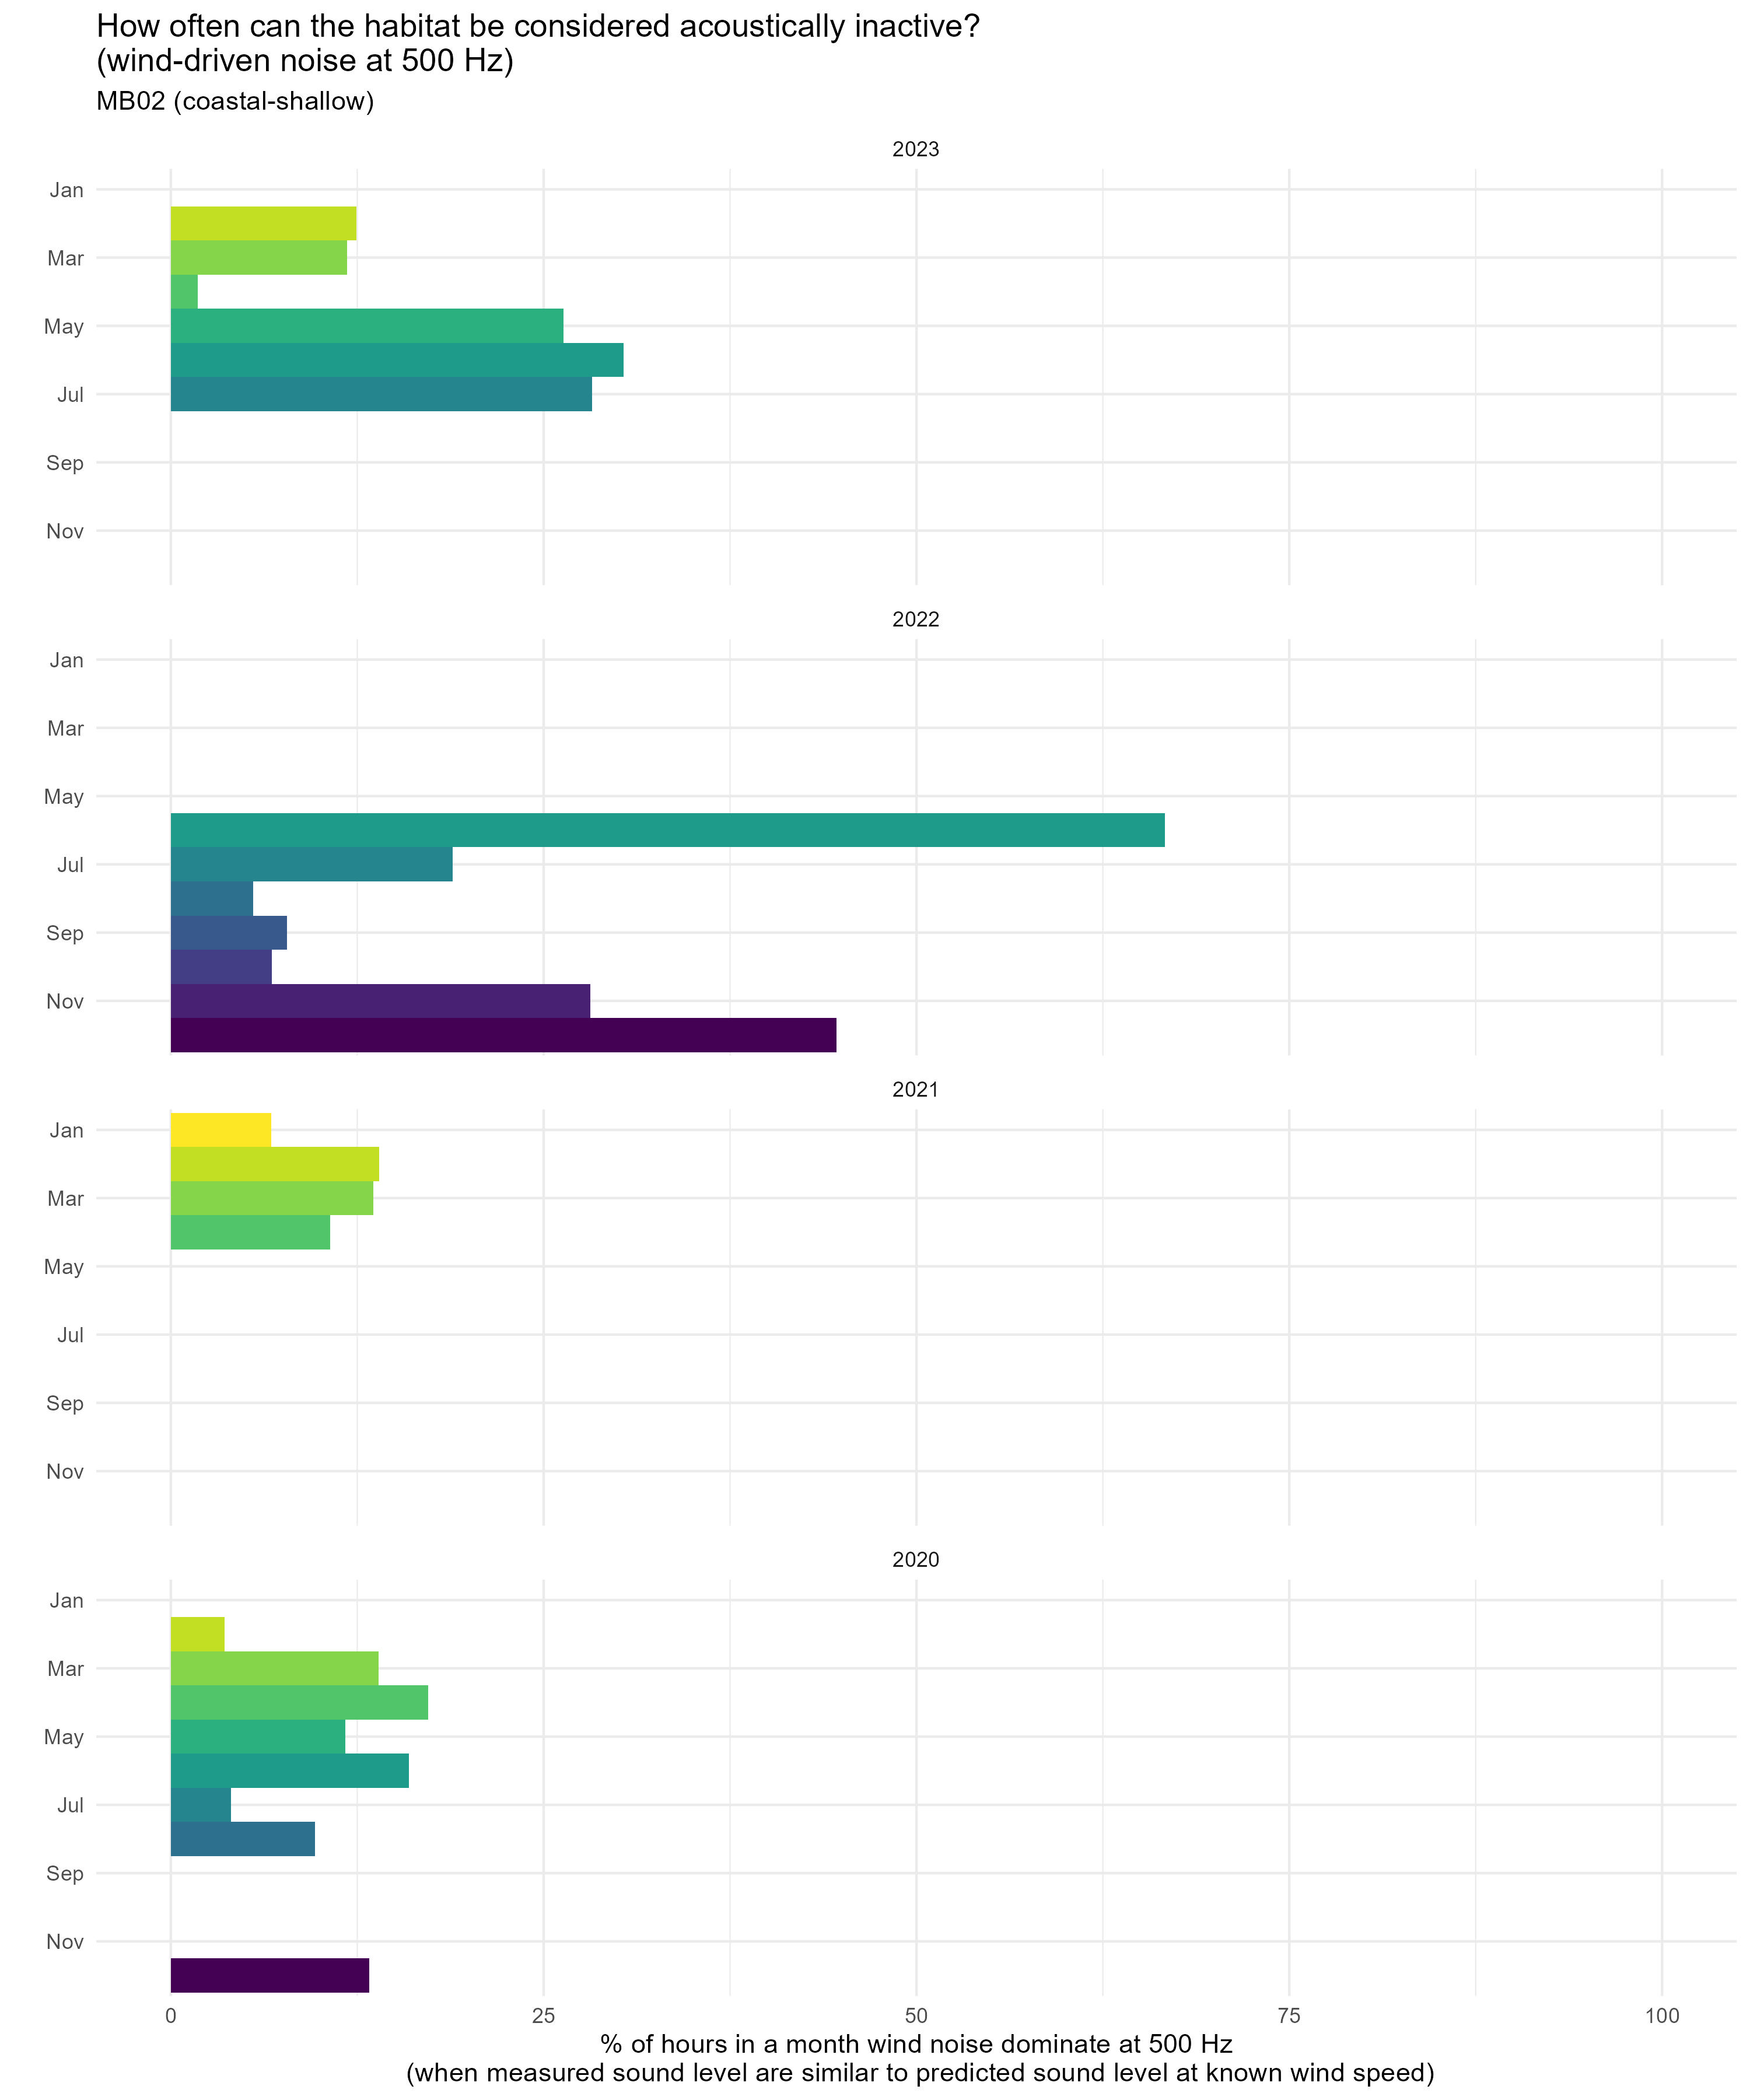 How often can the habitat be considered acoustically inactive?
(wind-driven noise at 500 Hz)
MB02 (coastal-shallow)
2023
Jan
Mar
May
Jul
Sep
Nov
2022
Jan
Mar
May
Jul
Sep
Nov
2021
Jan
Mar
May
Jul
Sep
Nov
2020
Jan
Mar
May
Jul
Sep
Nov
0 25 50 75 100
% of hours in a month wind noise dominate at 500 Hz
(when measured sound level are similar to predicted sound level at known wind speed)